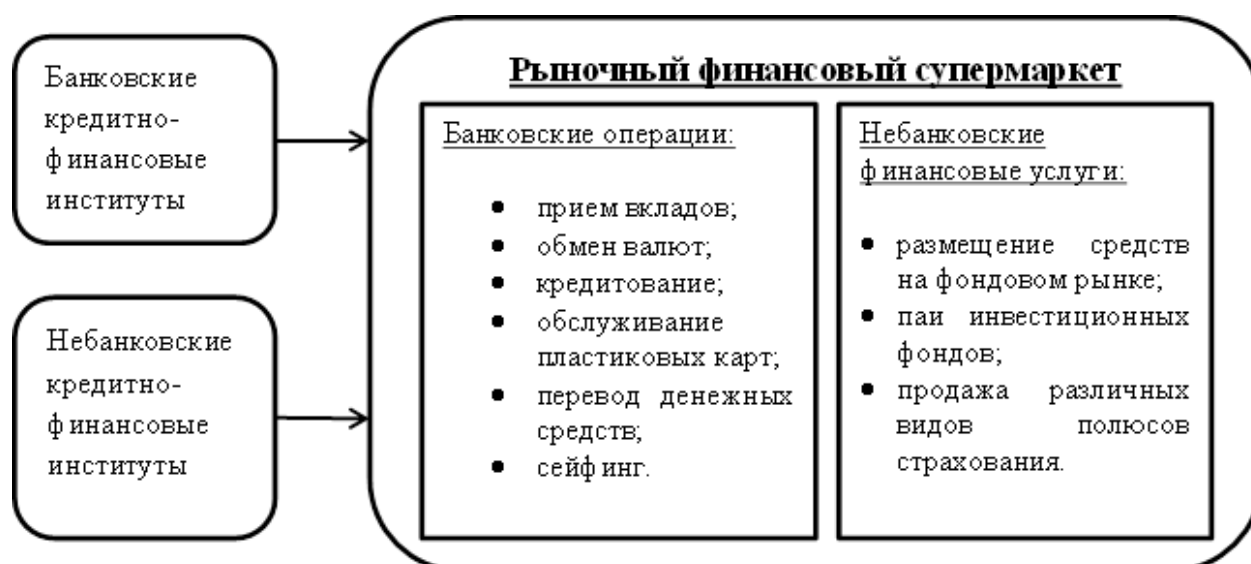 Банковские
кредитно-
финансовые
институты
Небанковские
кредитно-
финансовые
институты
Рыночный финансовый супермаркет
Банковские операции:
• прием вкладов;
• обмен валют;
• кредитование;
• обслуживание
пластиковых карт;
• перевод денежных
средств;
• сейфинг.
Небанковские
финансовые услуги:
• размещение средств
на фондовом рынке;
• паи инвестиционных
фондов;
• продажа различных
видов полюсов
страхования.